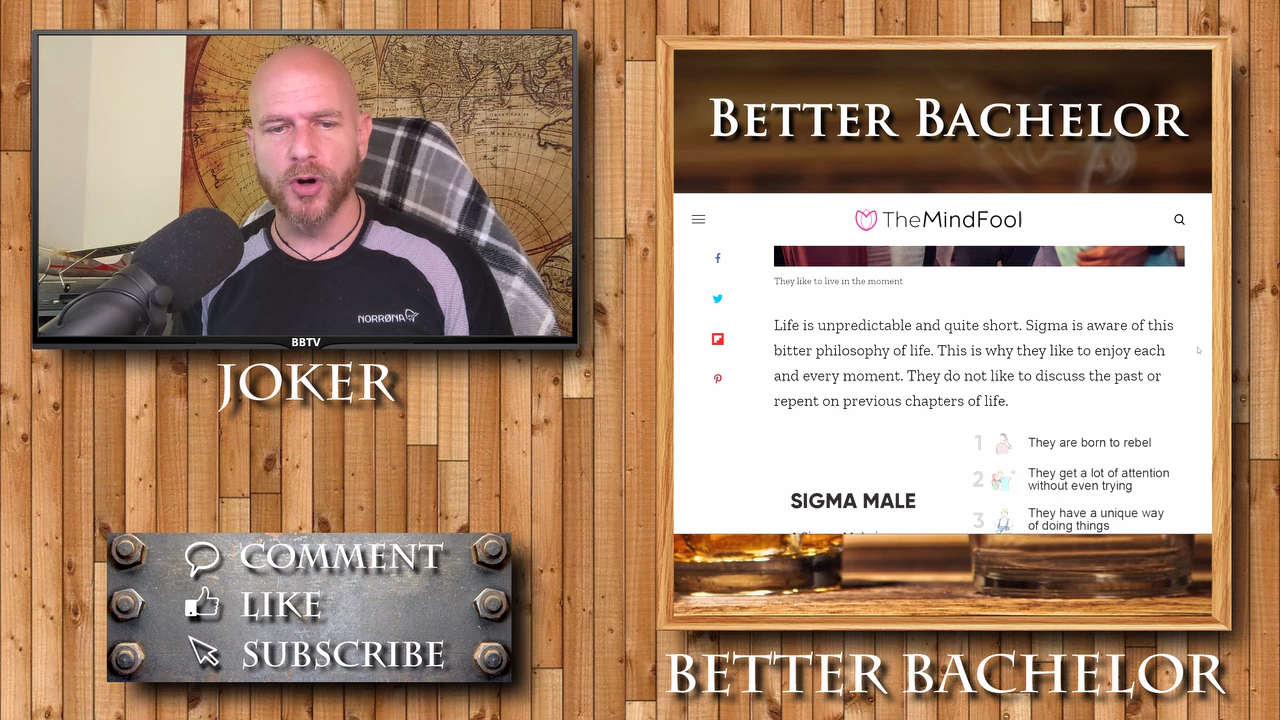 NORRØNA
BBTV
JOKER
COMMENT
LIKE
SUBSCRIBE
BETTER BACHELOR
TheMindFool
They like to live in the moment
Life is unpredictable and quite short. Sigma is aware of this
bitter philosophy of life. This is why they like to enjoy each
and every moment. They do not like to discuss the past or
repent on previous chapters of life.
SIGMA MALE
1 They are born to rebel
2 They get a lot of attention
without even trying
3 They have a unique way
of doing things
BETTER BACHELOR